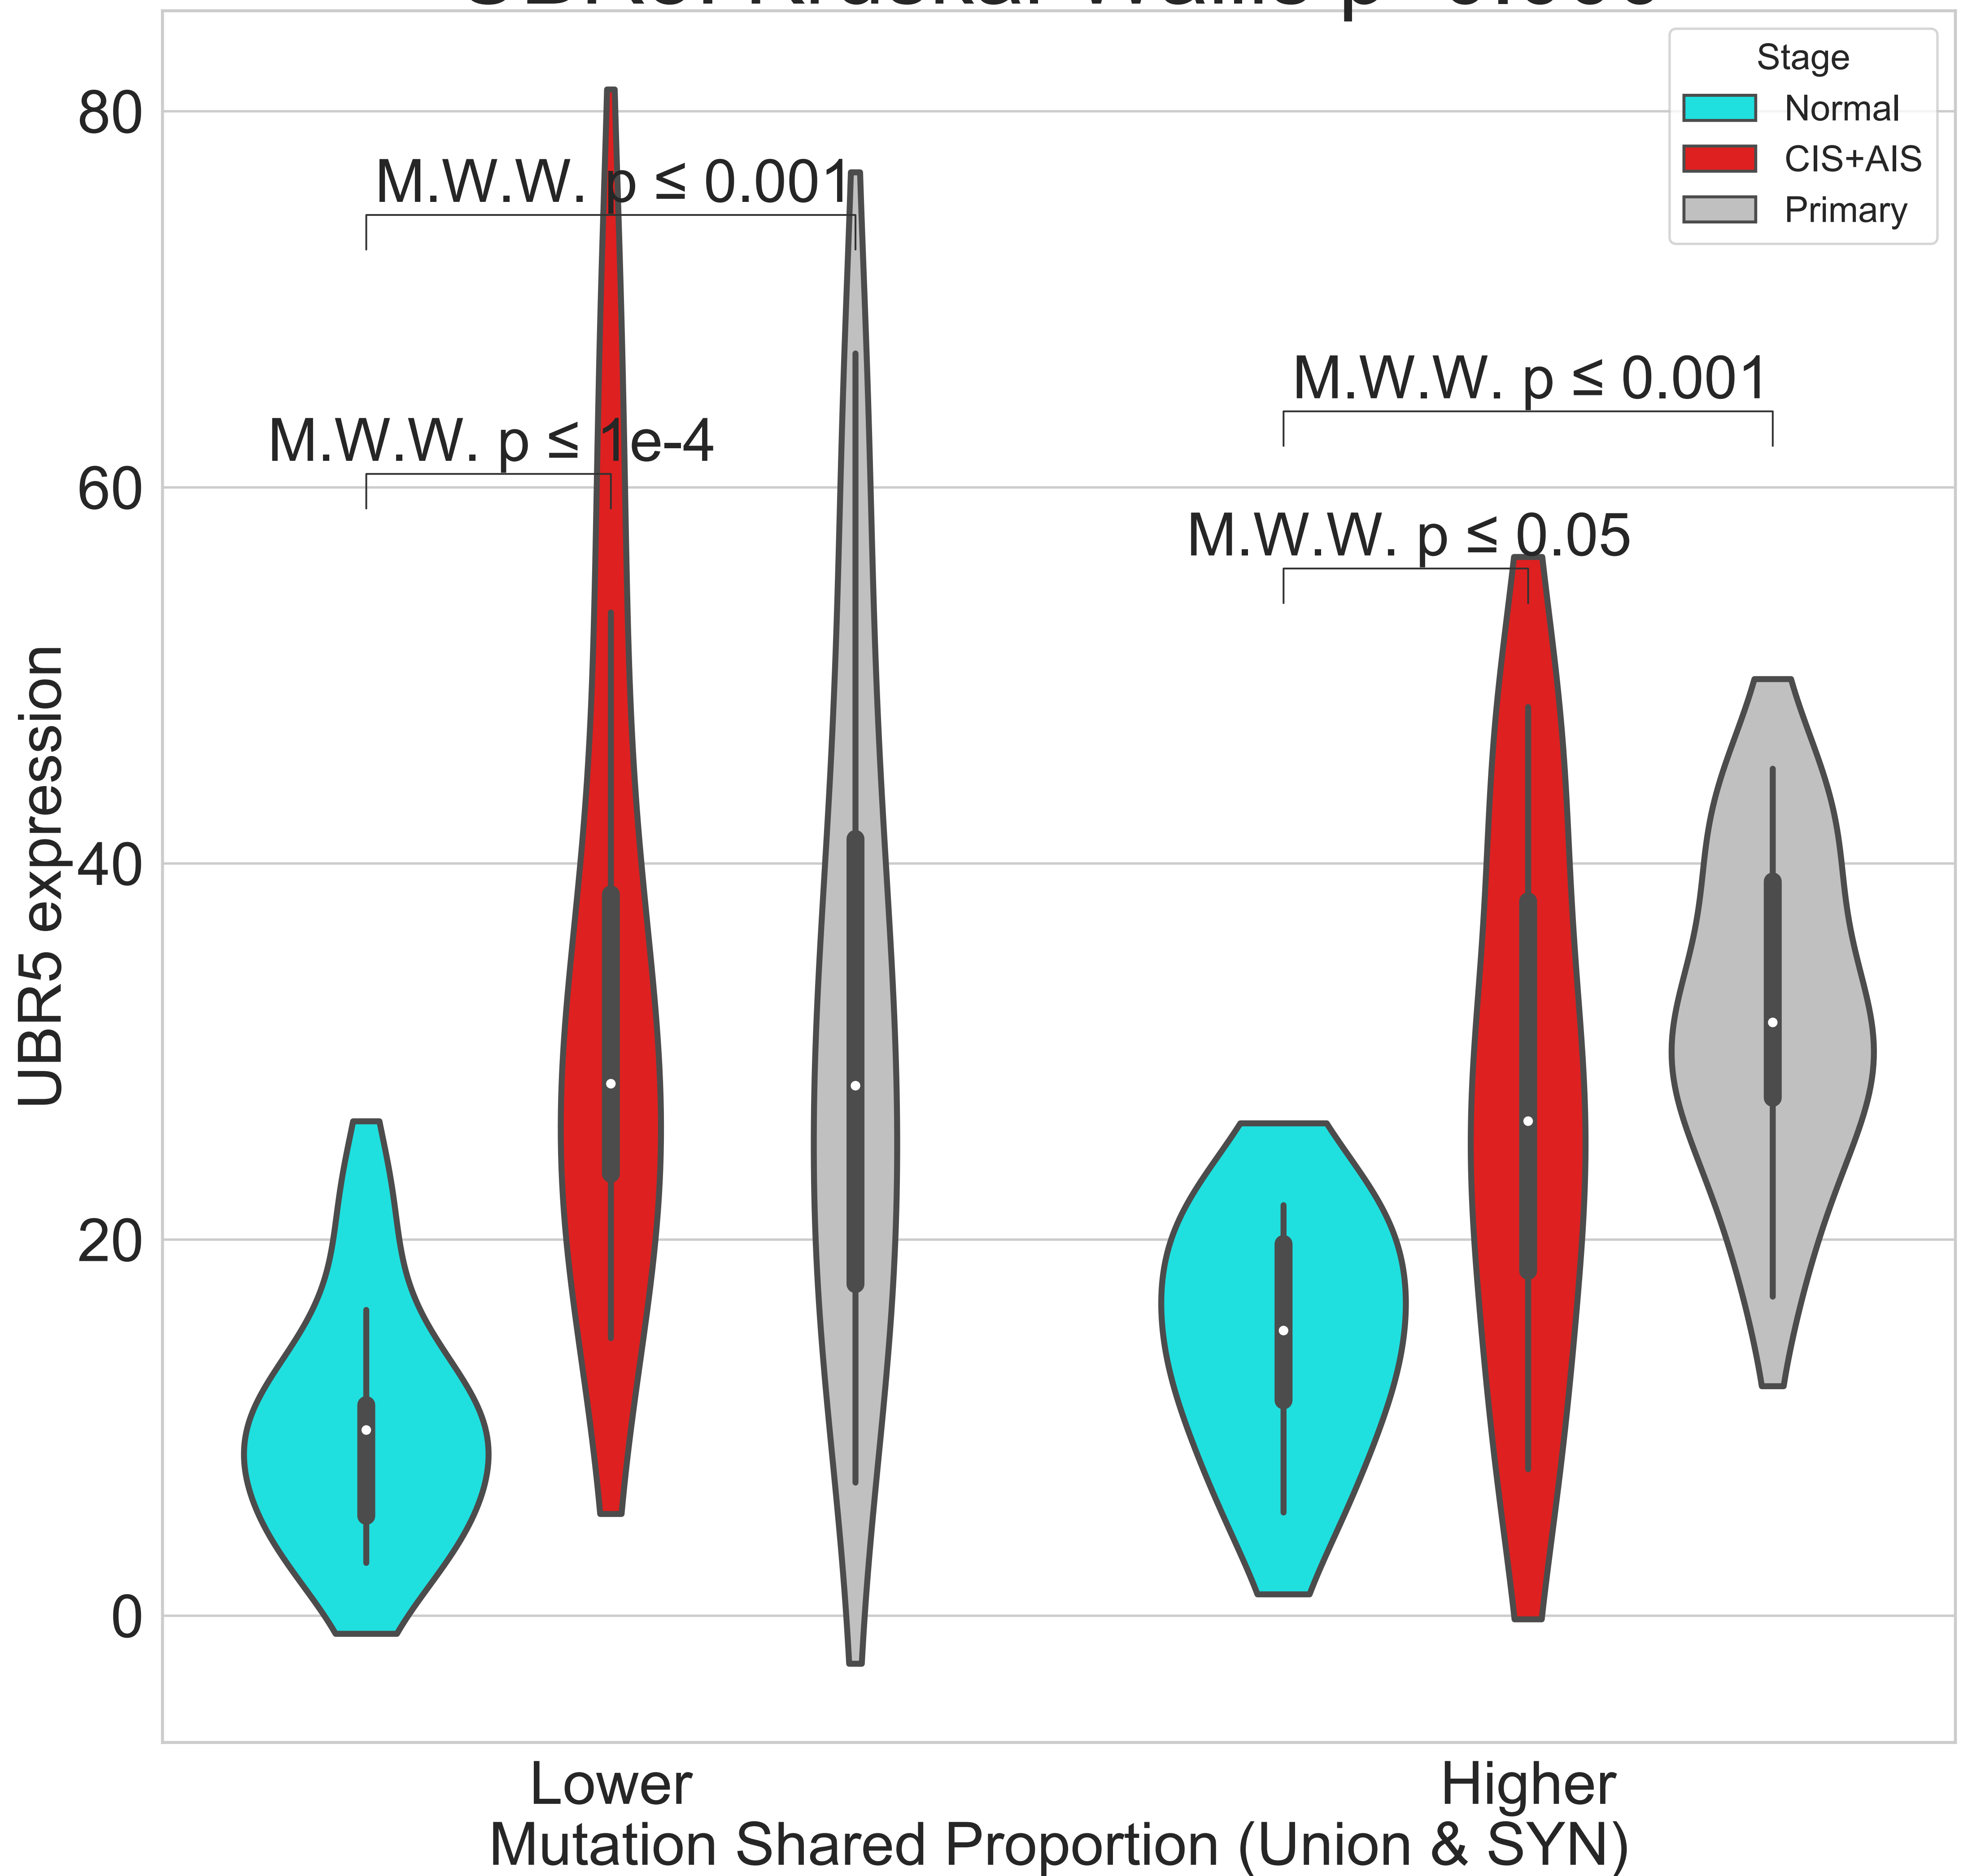 Stage
Normal
CIS+AIS
Primary
80
60
40
20
0
UBR5 expression
M.W.W. p ≤ 0.001
M.W.W. p ≤ 1e-4
M.W.W. p ≤ 0.001
M.W.W. p ≤ 0.05
Lower
Higher
Mutation Shared Proportion (Union & SYN)